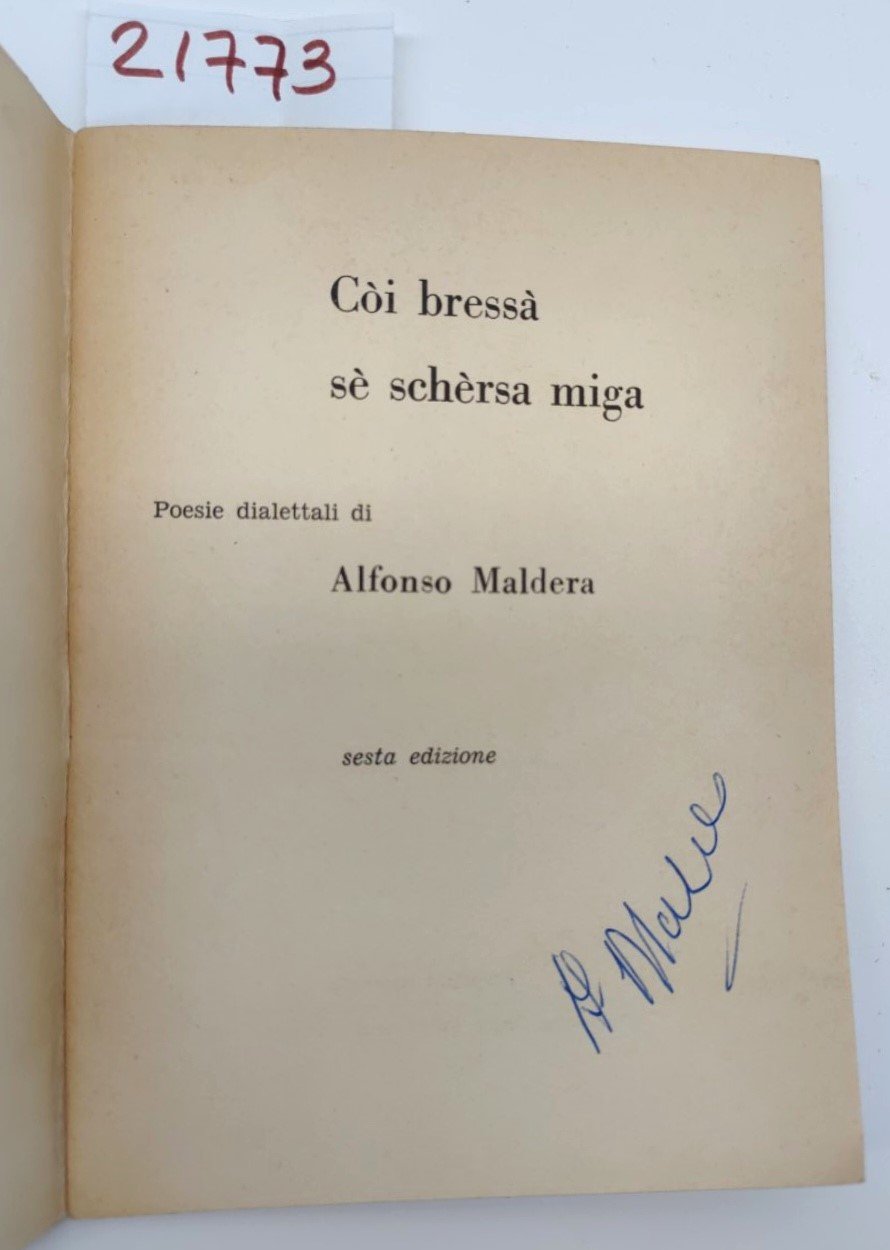 21773
Còi bressà
sè schèrsa miga
Poesie dialettali di
Alfonso Maldera
sesta edizione